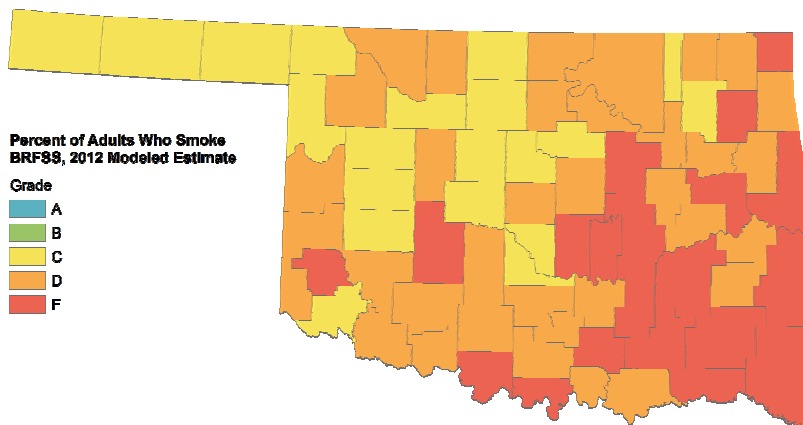 Percent of Adults Who Smoke
BRFSS, 2012 Modeled Estimate
Grade
A
B
C
D
F